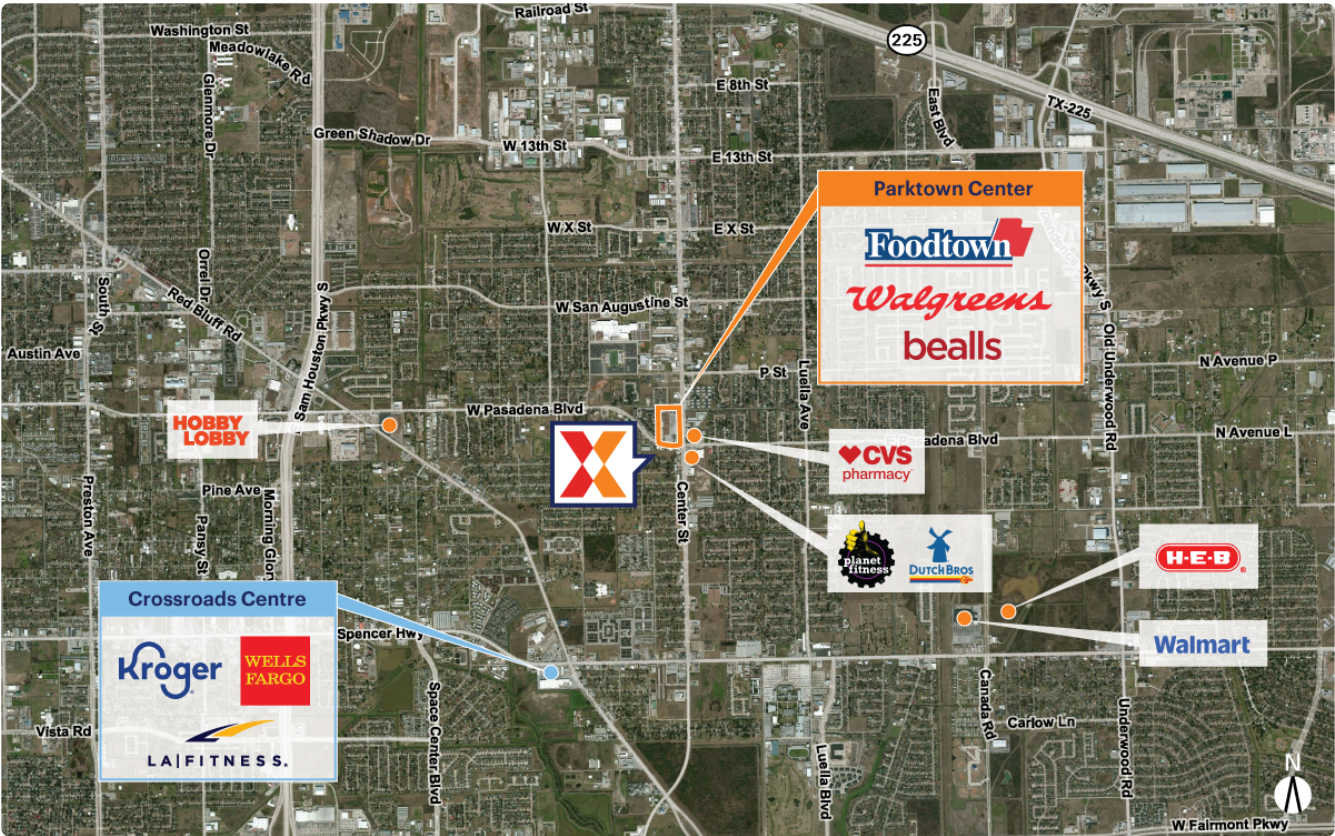 Railroad St
Washington St
Meadowlake Rd
225
Glenmore Dr
E 8th St
East Blvd
TX-225
Green Shadow Dr
W 13th St
E 13th St
Parktown Center
Foodtown
Walgreens
bealls
W X St
E X St
Orrel Dr
South St
Red Bluff Rd
Sam Houston Pkwy S
W San Augustine St
Pkwy S
Old Underwood Rd
Austin Ave
P St
Luella Ave
N Avenue P
HOBBY
LOBBY
W Pasadena Blvd
E Pasadena Blvd
N Avenue L
CVS
pharmacy
Preston Ave
Pine Ave
Pansy St
Morning Glory
Center St
planet
fitness
DUTCH BROS
H-E-B
Walmart
Crossroads Centre
Kroger
WELLS
FARGO
LA|FITNESS.
Spencer Hwy
Space Center Blvd
Vista Rd
Canada Rd
Carlow Ln
Underwood Rd
Luella Blvd
N
W Fairmont Pkwy